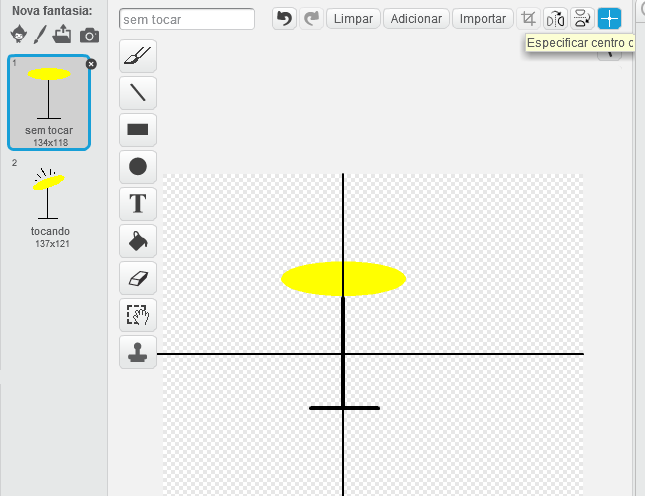 Nova fantasia:
sem tocar
Limpar
Adicionar
Importar
Especificar centro d
1
sem tocar
134x118
2
tocando
137x121
T